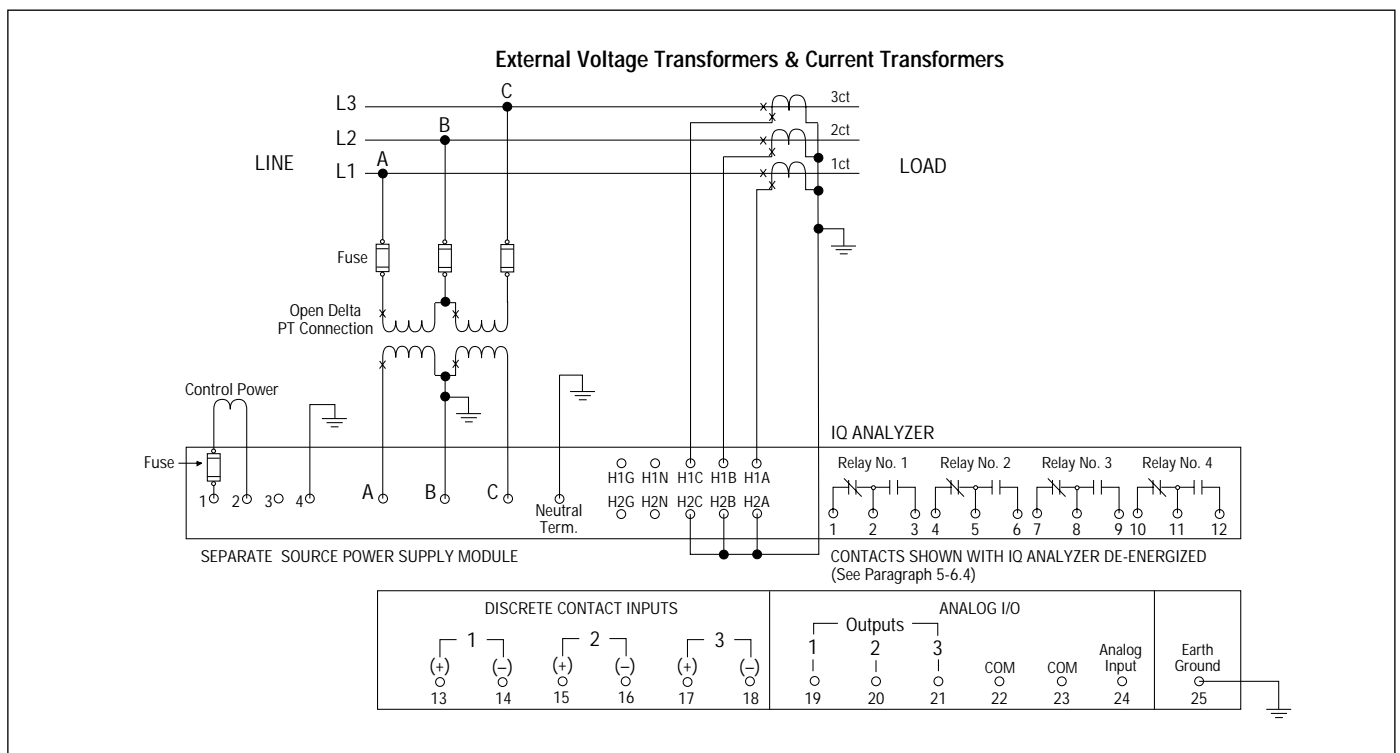 External Voltage Transformers & Current Transformers
C
L3
3ct
B
L2
2ct
LINE
A
L1
1ct
LOAD
Fuse
Open Delta
PT Connection
Control Power
IQ ANALYZER
Fuse
1
2
3
4
A
B
C
Neutral
Term.
H1G H1N H1C H1B H1A
H2G H2N H2C H2B H2A
Relay No. 1
Relay No. 2
Relay No. 3
Relay No. 4
1 2 3 4 5 6 7 8 9 10 11 12
SEPARATE SOURCE POWER SUPPLY MODULE
CONTACTS SHOWN WITH IQ ANALYZER DE-ENERGIZED
(See Paragraph 5-6.4)
DISCRETE CONTACT INPUTS
1 2 3
(+) (–) (+) (–) (+) (–)
13 14 15 16 17 18
ANALOG I/O
Outputs
1 2 3
COM COM
Analog
Input
19 20 21 22 23 24
Earth
Ground
25